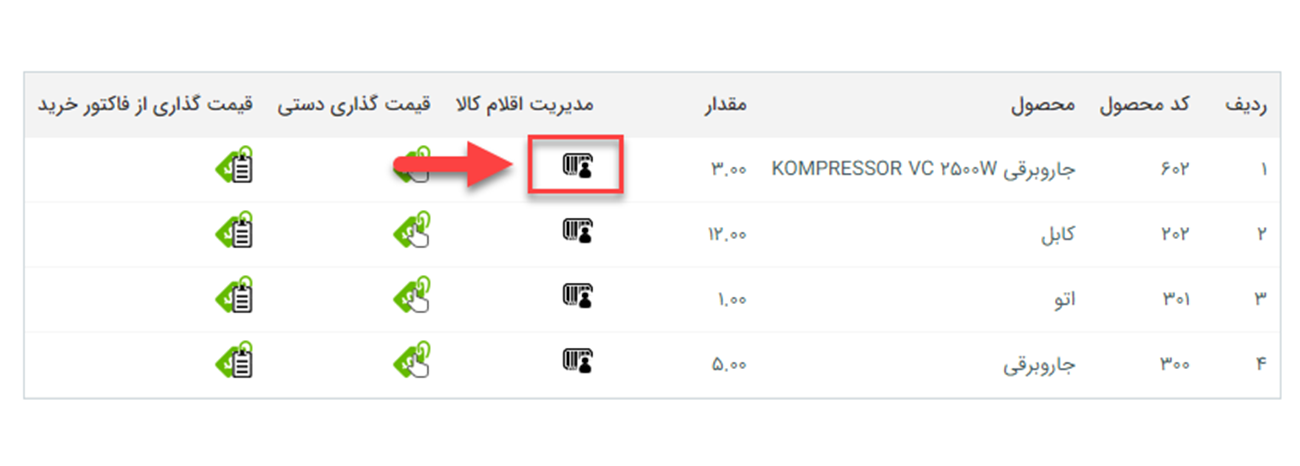 ردیف کد محصول محصول مقدار مدیریت اقلام کالا قیمت گذاری دستی قیمت گذاری از فاکتور خرید
۱ ۶۰۲ جاروبرقی KOMPRESSOR VC ۲۵۰۰W ۳.۰۰
۲ ۲۰۲ کابل ۱۲.۰۰
۳ ۳۰۱ اتو ۱.۰۰
۴ ۳۰۰ جاروبرقی ۵.۰۰